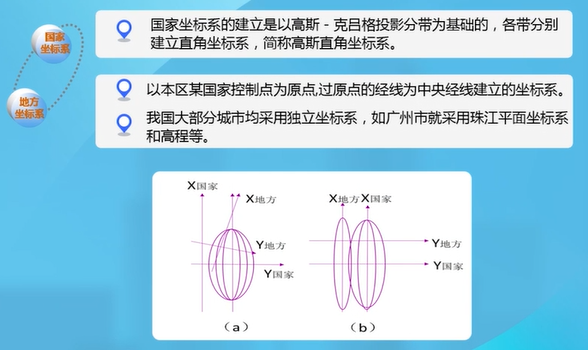 国家
坐标系
国家坐标系的建立是以高斯－克吕格投影分带为基础的，各带分别
建立直角坐标系，简称高斯直角坐标系。
地方
坐标系
以本区某国家控制点为原点,过原点的经线为中央经线建立的坐标系。
我国大部分城市均采用独立坐标系，如广州市就采用珠江平面坐标系
和高程等。
X国家
X地方
Y地方
Y国家
（a）
X地方 X国家
Y地方
Y国家
（b）